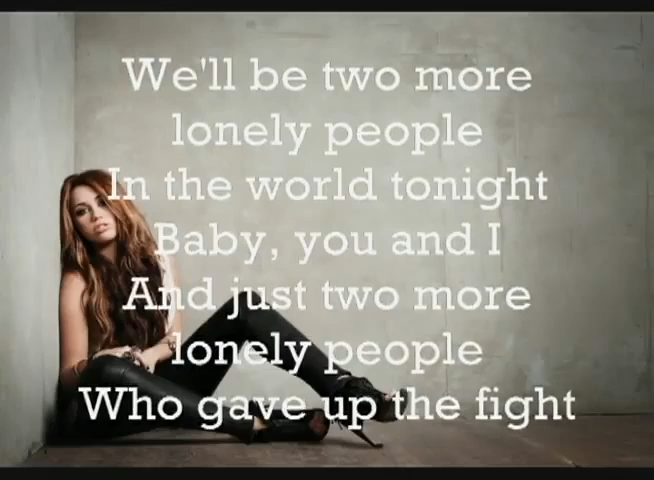 We'll be two more
lonely people
In the world tonight
Baby, you and I
And just two more
lonely people
Who gave up the fight